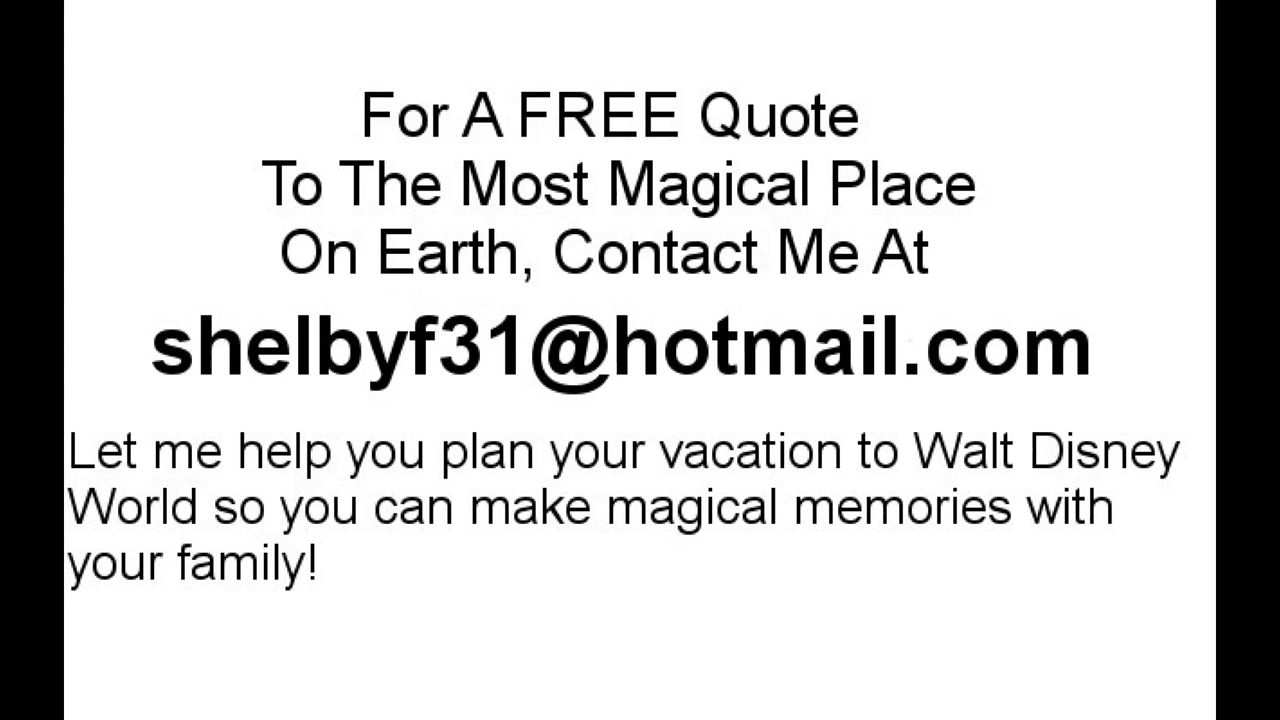 For A FREE Quote
To The Most Magical Place
On Earth, Contact Me At
shelbyf31@hotmail.com
Let me help you plan your vacation to Walt Disney
World so you can make magical memories with
your family!